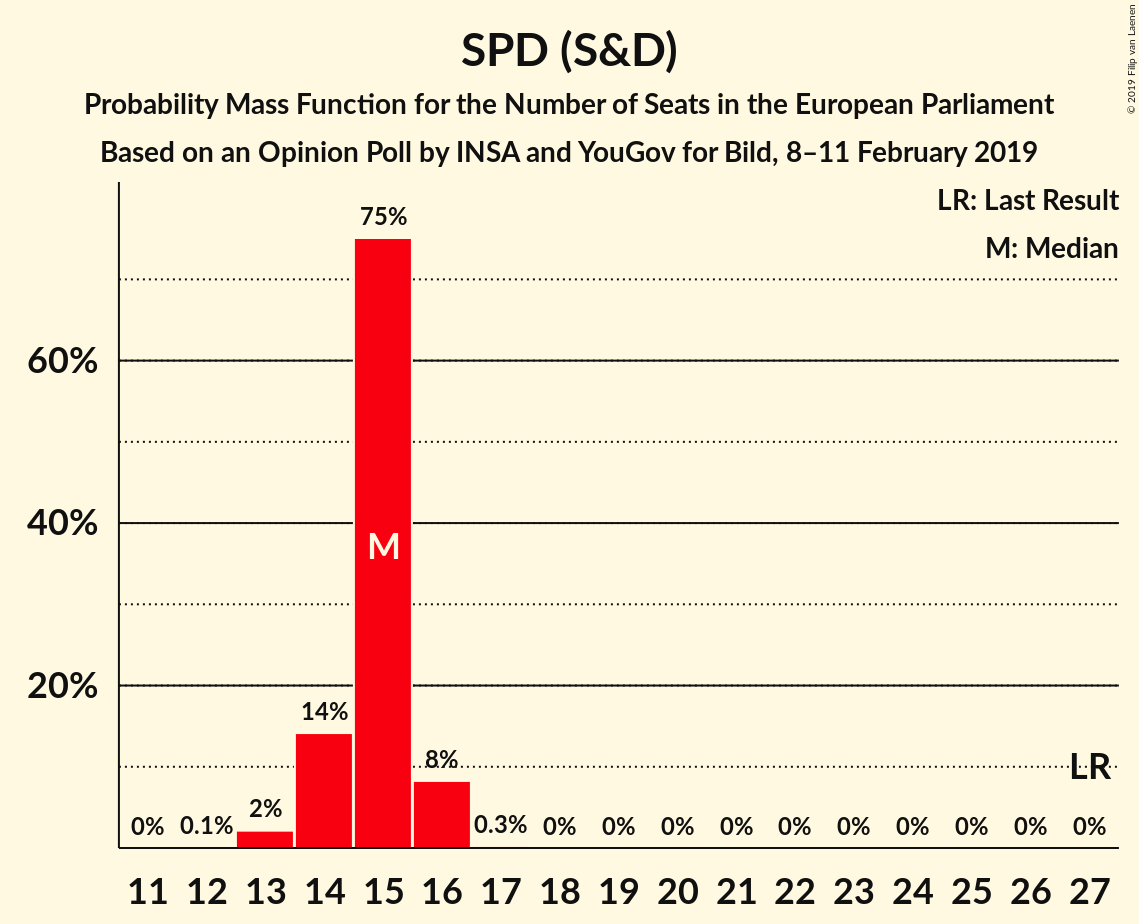 SPD (S&D)
Probability Mass Function for the Number of Seats in the European Parliament
Based on an Opinion Poll by INSA and YouGov for Bild, 8–11 February 2019
© 2019 Filip van Laenen
LR: Last Result
M: Median
75%
60%
40%
M
20%
14%
8%
LR
2%
0% 0.1% 0.3% 0% 0% 0% 0% 0% 0% 0% 0% 0% 0%
11 12 13 14 15 16 17 18 19 20 21 22 23 24 25 26 27